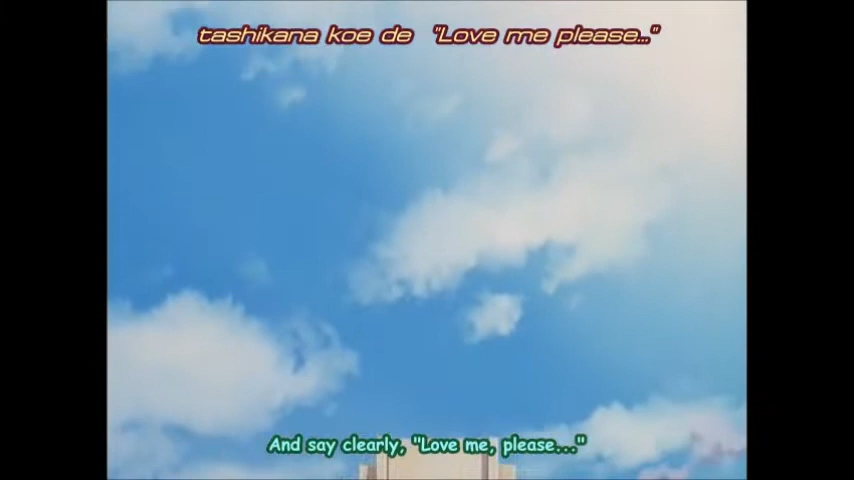 tashikana koe de "Love me please..."
And say clearly, "Love me, please..."